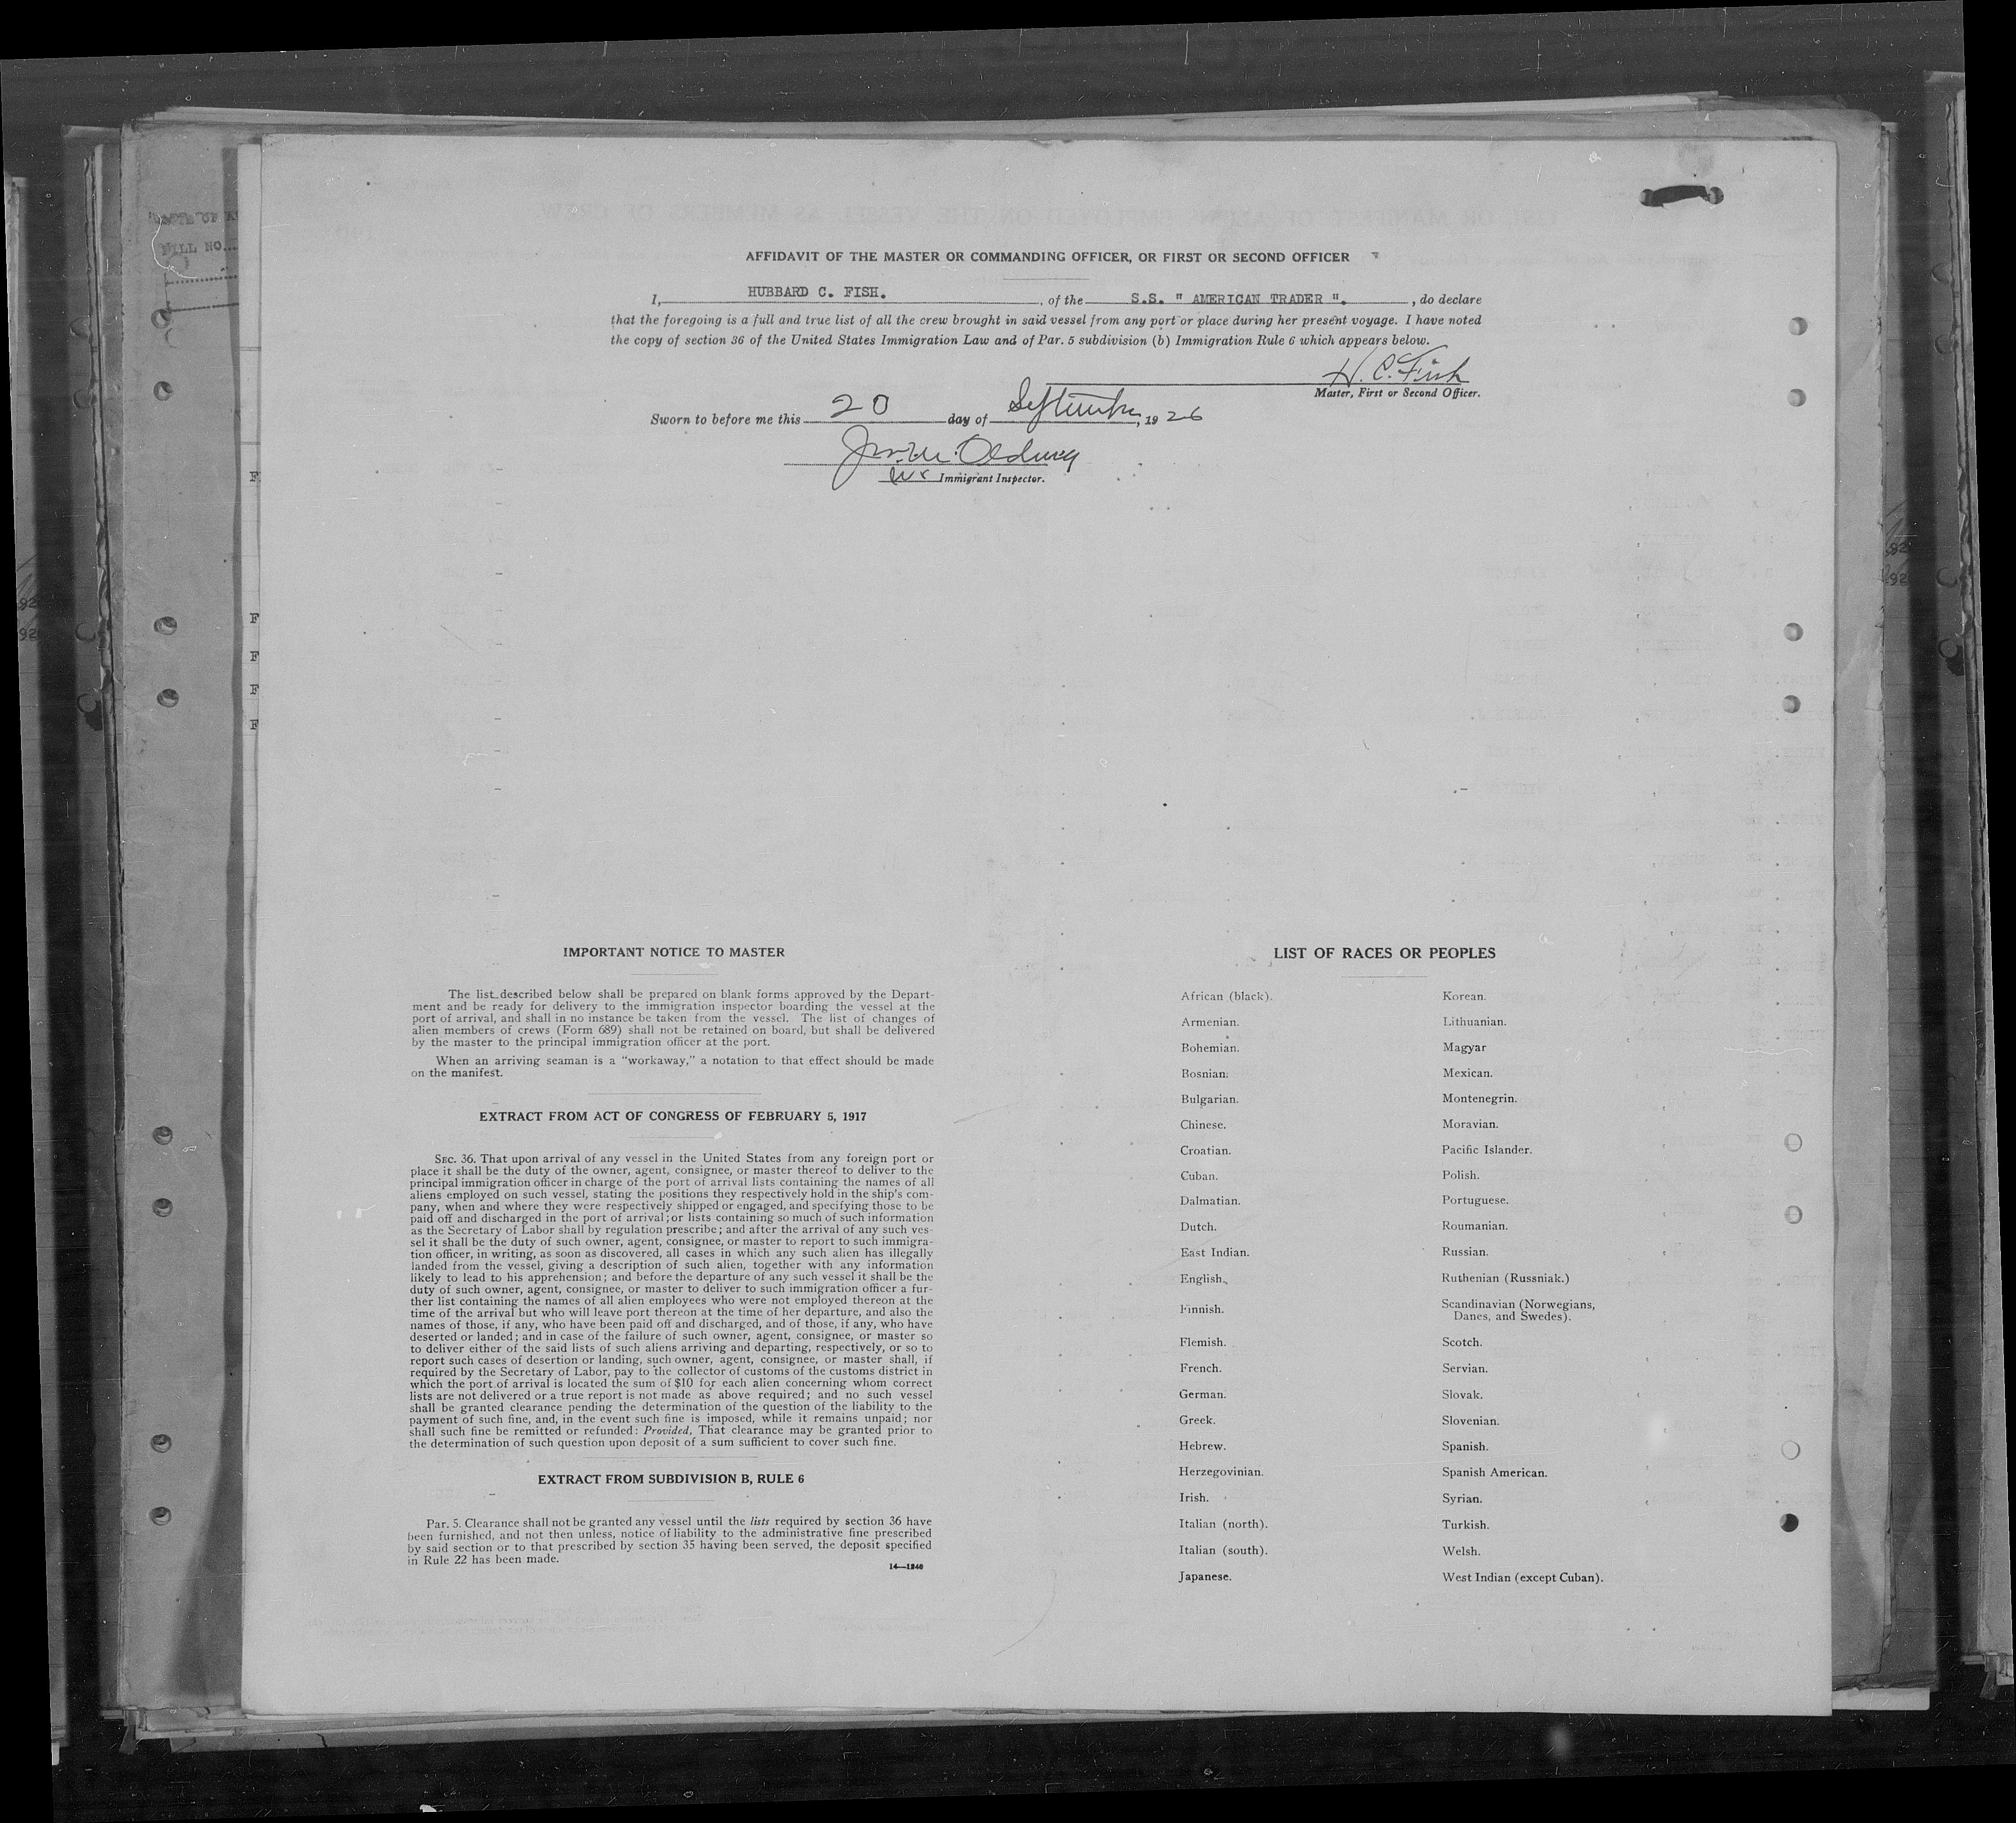 AFFIDAVIT OF THE MASTER OR COMMANDING OFFICER, OR FIRST OR SECOND OFFICER
I, HUBBARD C. FISH. , of the S.S. " AMERICAN TRADER ". , do declare
that the foregoing is a full and true list of all the crew brought in said vessel from any port or place during her present voyage. I have noted
the copy of section 36 of the United States Immigration Law and of Par. 5 subdivision (b) Immigration Rule 6 which appears below.
H. C. Fish
Master, First or Second Officer.
Sworn to before me this 20 day of September, 1926
Immigrant Inspector.
IMPORTANT NOTICE TO MASTER
The list described below shall be prepared on blank forms approved by the Depart-
ment and be ready for delivery to the immigration inspector boarding the vessel at the
port of arrival, and shall in no instance be taken from the vessel. The list of changes of
alien members of crews (Form 689) shall not be retained on board, but shall be delivered
by the master to the principal immigration officer at the port.
When an arriving seaman is a "workaway," a notation to that effect should be made
on the manifest.
EXTRACT FROM ACT OF CONGRESS OF FEBRUARY 5, 1917
SEC. 36. That upon arrival of any vessel in the United States from any foreign port or
place it shall be the duty of the owner, agent, consignee, or master thereof to deliver to the
principal immigration officer in charge of the port of arrival lists containing the names of all
aliens employed on such vessel, stating the positions they respectively hold in the ship's com-
pany, when and where they were respectively shipped or engaged, and specifying those to be
paid off and discharged in the port of arrival; or lists containing so much of such information
as the Secretary of Labor shall by regulation prescribe; and after the arrival of any such ves-
sel it shall be the duty of such owner, agent, consignee, or master to report to such immigra-
tion officer, in writing, as soon as discovered, all cases in which any such alien has illegally
landed from the vessel, giving a description of such alien, together with any information
likely to lead to his apprehension; and before the departure of any such vessel it shall be the
duty of such owner, agent, consignee, or master to deliver to such immigration officer a fur-
ther list containing the names of all alien employees who were not employed thereon at the
time of the arrival but who will leave port thereon at the time of her departure, and also the
names of those, if any, who have been paid off and discharged, and of those, if any, who have
deserted or landed; and in case of the failure of such owner, agent, consignee, or master so
to deliver either of the said lists of such aliens arriving and departing, respectively, or so to
report such cases of desertion or landing, such owner, agent, consignee, or master shall, if
required by the Secretary of Labor, pay to the collector of customs of the customs district in
which the port of arrival is located the sum of $10 for each alien concerning whom correct
lists are not delivered or a true report is not made as above required; and no such vessel
shall be granted clearance pending the determination of the question of the liability to the
payment of such fine, and, in the event such fine is imposed, while it remains unpaid; nor
shall such fine be remitted or refunded: Provided, That clearance may be granted prior to
the determination of such question upon deposit of a sum sufficient to cover such fine.
EXTRACT FROM SUBDIVISION B, RULE 6
Par. 5. Clearance shall not be granted any vessel until the lists required by section 36 have
been furnished, and not then unless, notice of liability to the administrative fine prescribed
by said section or to that prescribed by section 35 having been served, the deposit specified
in Rule 22 has been made.
14—1240
LIST OF RACES OR PEOPLES
African (black).
Armenian.
Bohemian.
Bosnian.
Bulgarian.
Chinese.
Croatian.
Cuban.
Dalmatian.
Dutch.
East Indian.
English.
Finnish.
Flemish.
French.
German.
Greek.
Hebrew.
Herzegovinian.
Irish.
Italian (north).
Italian (south).
Japanese.
Korean.
Lithuanian.
Magyar
Mexican.
Montenegrin.
Moravian.
Pacific Islander.
Polish.
Portuguese.
Roumanian.
Russian.
Ruthenian (Russniak.)
Scandinavian (Norwegians,
Danes, and Swedes).
Scotch.
Servian.
Slovak.
Slovenian.
Spanish.
Spanish American.
Syrian.
Turkish.
Welsh.
West Indian (except Cuban).